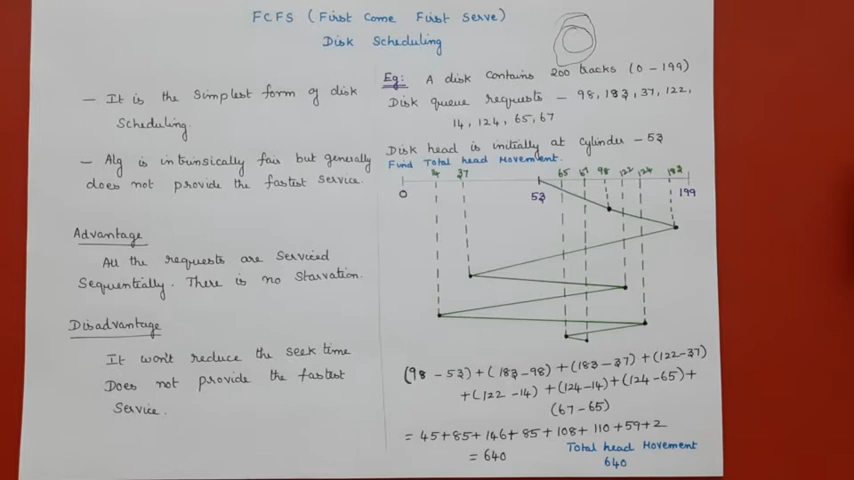 FCFS (First Come First Serve)
Disk Scheduling
- It is the simplest form of disk
Scheduling.
- Alg is intrinsically fair but generally
does not provide the fastest service.
Advantage
All the requests are serviced
Sequentially. There is no Starvation.
Disadvantage
It won't reduce the seek time
Does not provide the fastest
Service.
Eg: A disk contains 200 tracks (0-199)
Disk queue requests - 98, 183, 37, 122,
14, 124, 65, 67
Disk head is initially at Cylinder - 53
Find Total head Movement.
14 37 65 67 98 122 124 183
0 53 199
(98-53)+(183-98)+(183-37)+(122-37)
+(122-14)+(124-14)+(124-65)+
(67-65)
= 45+85+146+85+108+110+59+2
= 640
Total head Movement
640